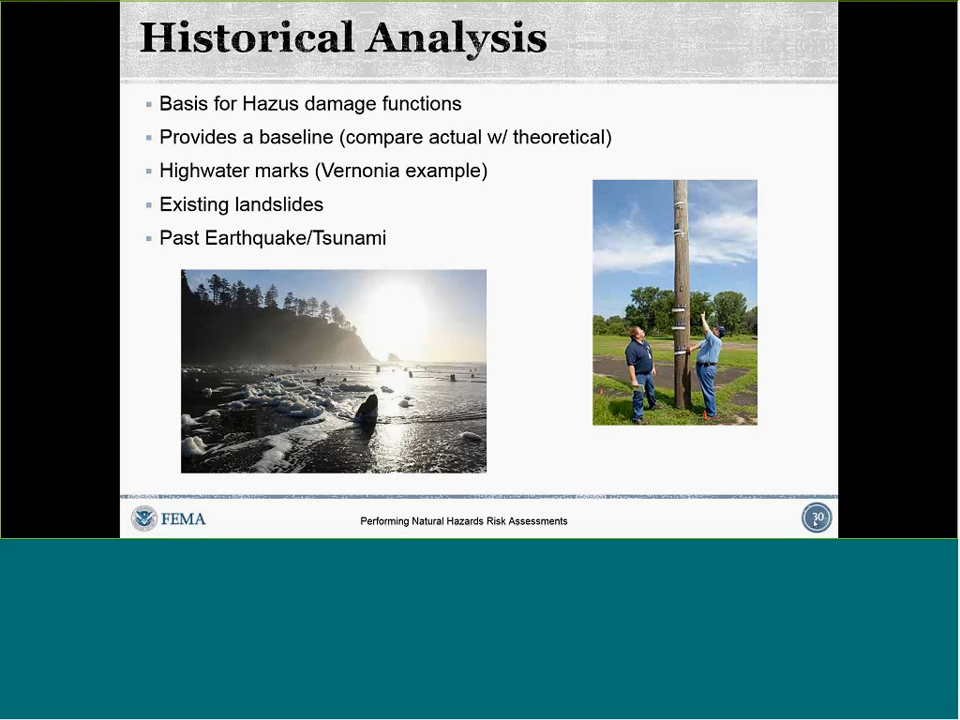 Historical Analysis
Basis for Hazus damage functions
Provides a baseline (compare actual w/ theoretical)
Highwater marks (Vernonia example)
Existing landslides
Past Earthquake/Tsunami
FEMA
Performing Natural Hazards Risk Assessments
30